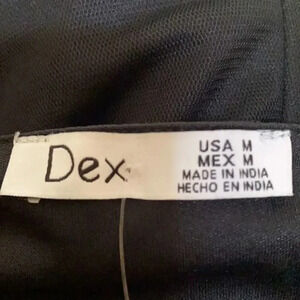 Dex
USA M
MEX M
MADE IN INDIA
HECHO EN INDIA